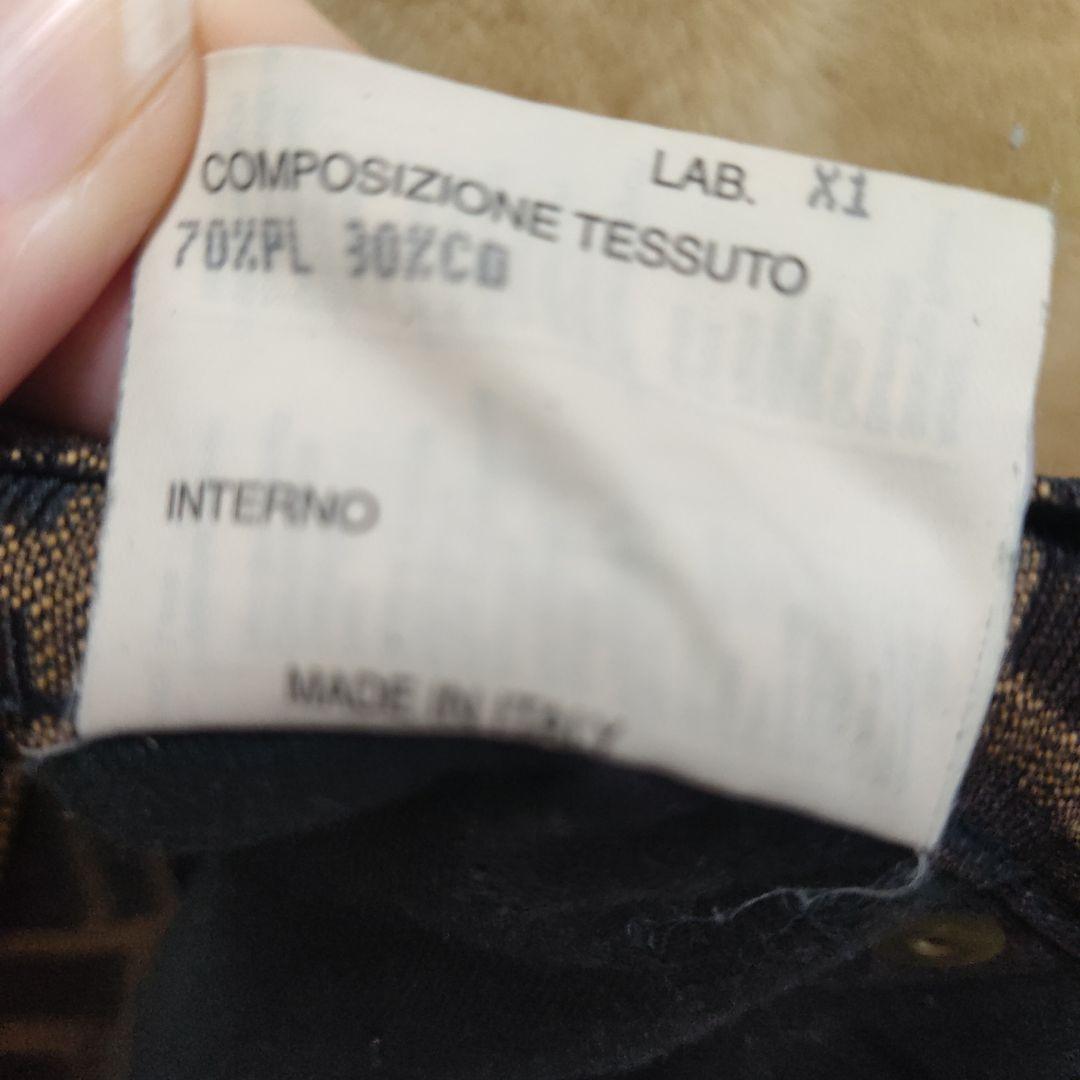 LAB. X1
COMPOSIZIONE TESSUTO
70%PL 30%CO
INTERNO
MADE IN ITALY